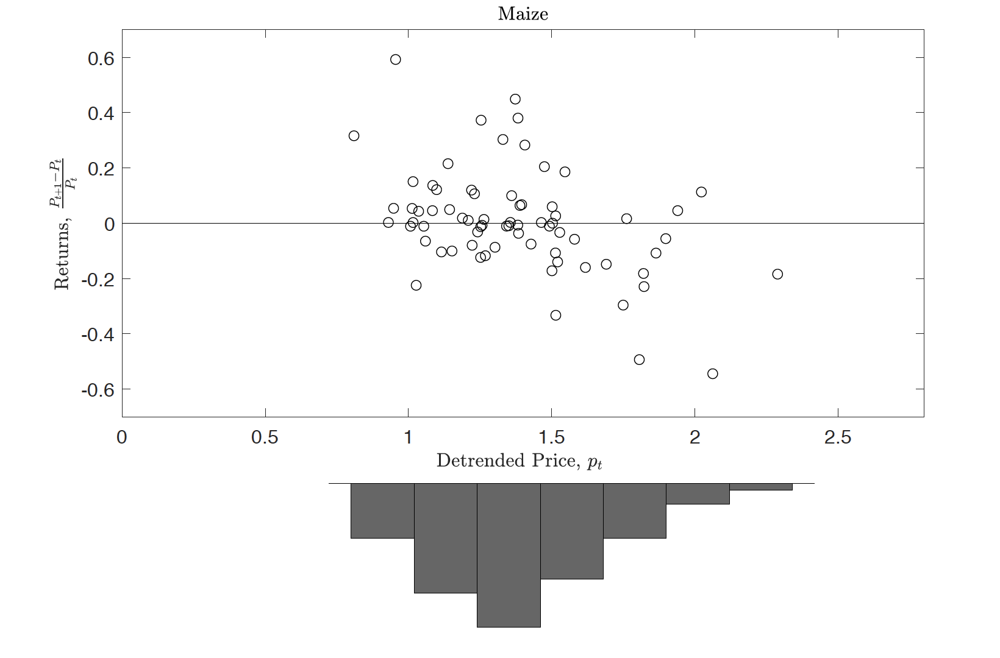 Maize
0.6
0.4
0.2
0
-0.2
-0.4
-0.6
Returns, \frac{P_{t+1}-P_t}{P_t}
0 0.5 1 1.5 2 2.5
Detrended Price, p_t